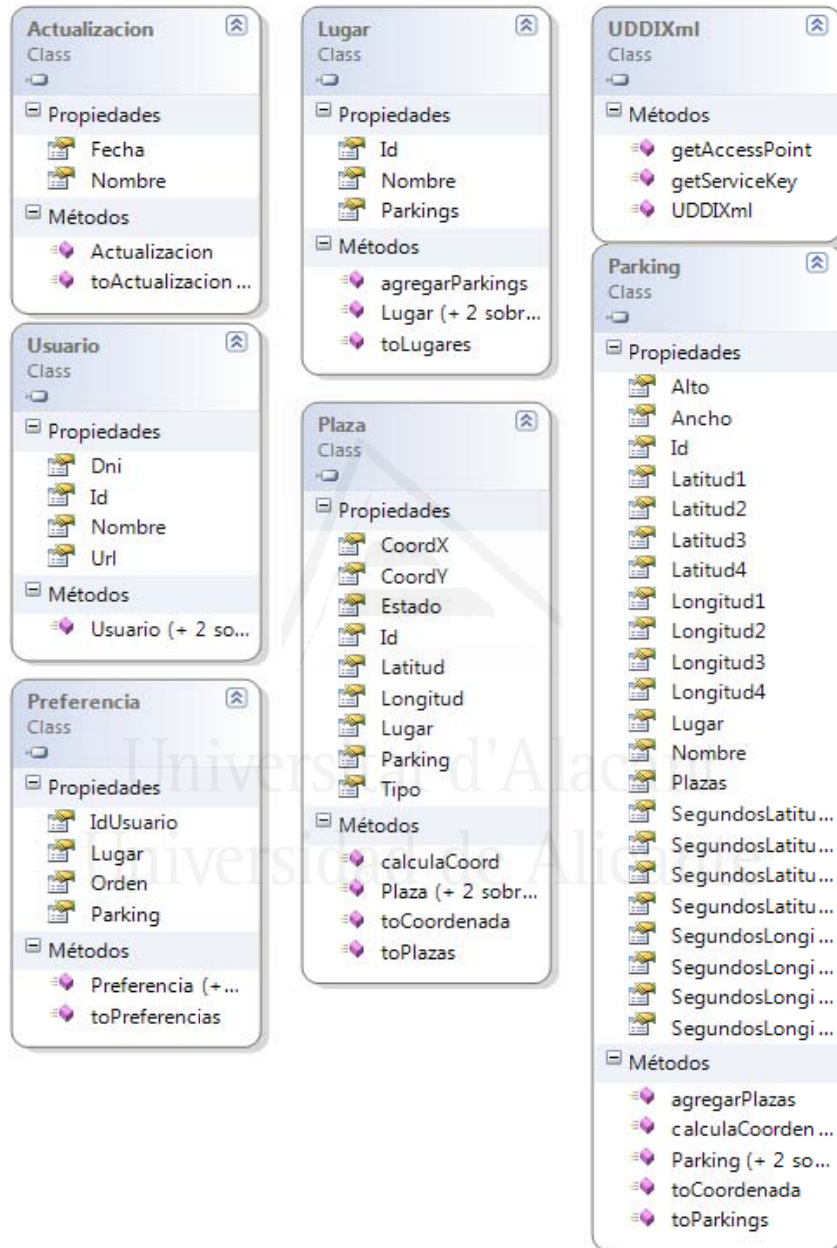 Actualizacion
Class
Propiedades
Fecha
Nombre
Métodos
Actualizacion
toActualizacion ...
Usuario
Class
Propiedades
Dni
Id
Nombre
Url
Métodos
Usuario (+ 2 so...
Preferencia
Class
Propiedades
IdUsuario
Lugar
Orden
Parking
Métodos
Preferencia (+...
toPreferencias
Lugar
Class
Propiedades
Id
Nombre
Parkings
Métodos
agregarParkings
Lugar (+ 2 sobr...
toLugares
Plaza
Class
Propiedades
CoordX
CoordY
Estado
Id
Latitud
Longitud
Lugar
Parking
Tipo
Métodos
calculaCoord
Plaza (+ 2 sobr...
toCoordenada
toPlazas
UDDIXml
Class
Métodos
getAccessPoint
getServiceKey
UDDIXml
Parking
Class
Propiedades
Alto
Ancho
Id
Latitud1
Latitud2
Latitud3
Latitud4
Longitud1
Longitud2
Longitud3
Longitud4
Lugar
Nombre
Plazas
SegundosLatitu...
SegundosLatitu...
SegundosLatitu...
SegundosLatitu...
SegundosLongi...
SegundosLongi...
SegundosLongi...
SegundosLongi...
Métodos
agregarPlazas
calculaCoorden...
Parking (+ 2 so...
toCoordenada
toParkings
Universitat d'Alacant
Universidad de Alicante